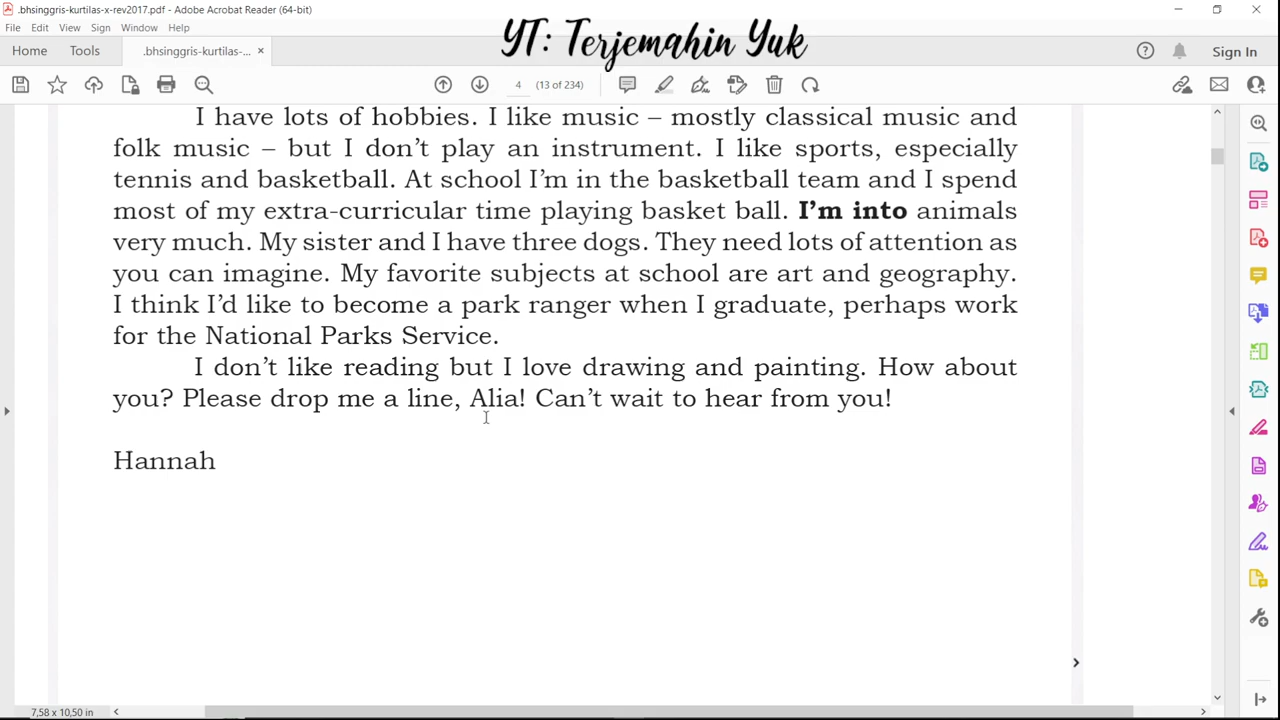 .bhsinggris-kurtilas-x-rev2017.pdf - Adobe Acrobat Reader (64-bit)
File Edit View Sign Window Help
YT: Terjemahin Yuk
Home Tools .bhsinggris-kurtilas-... × Sign In
4 (13 of 234)
I have lots of hobbies. I like music – mostly classical music and
folk music – but I don't play an instrument. I like sports, especially
tennis and basketball. At school I'm in the basketball team and I spend
most of my extra-curricular time playing basket ball. I'm into animals
very much. My sister and I have three dogs. They need lots of attention as
you can imagine. My favorite subjects at school are art and geography.
I think I'd like to become a park ranger when I graduate, perhaps work
for the National Parks Service.
I don't like reading but I love drawing and painting. How about
you? Please drop me a line, Alia! Can't wait to hear from you!
Hannah
7,58 x 10,50 in